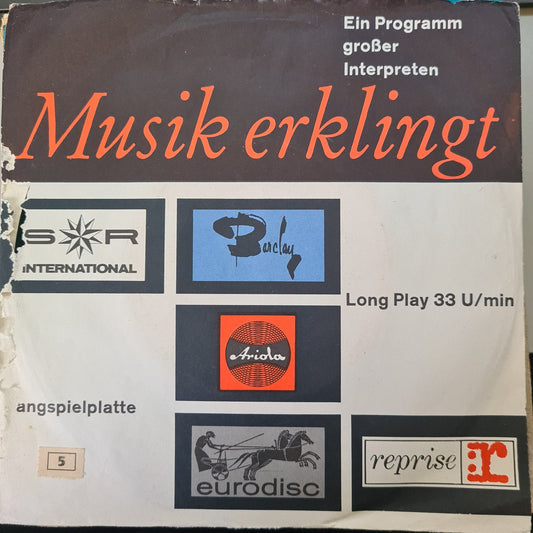 Ein Programm
großer
Interpreten
Musik erklingt
S R
INTERNATIONAL
Barclay
Long Play 33 U/min
Ariola
angspielplatte
5
eurodisc
reprise r